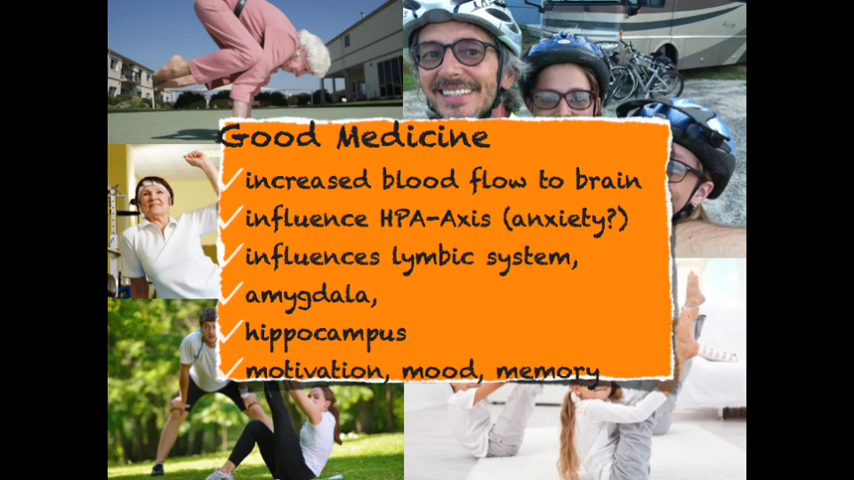 Good Medicine
increased blood flow to brain
influence HPA-Axis (anxiety?)
influences lymbic system,
amygdala,
hippocampus
motivation, mood, memory